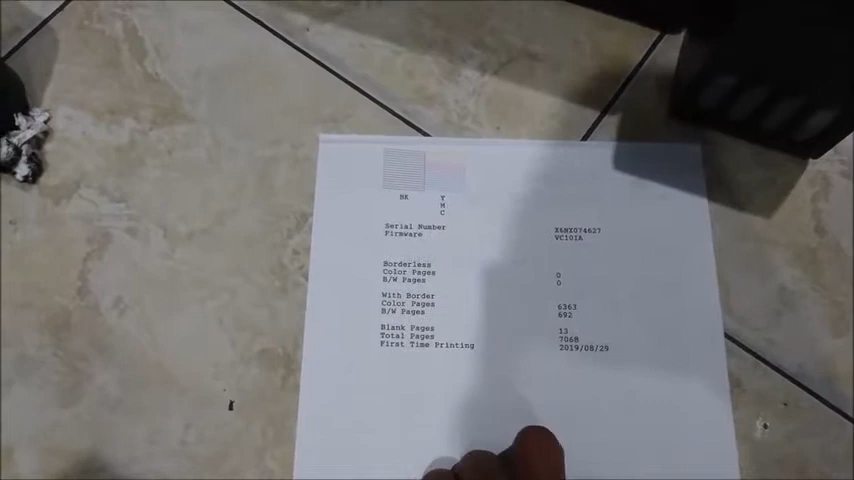 BK Y
M
C
Serial Number X6NX074627
Firmware VC10IA
Borderless
Color Pages 0
B/W Pages 0
With Border
Color Pages 6363
B/W Pages 692
Blank Pages 13
Total Pages 7068
First Time Printing 2019/08/29